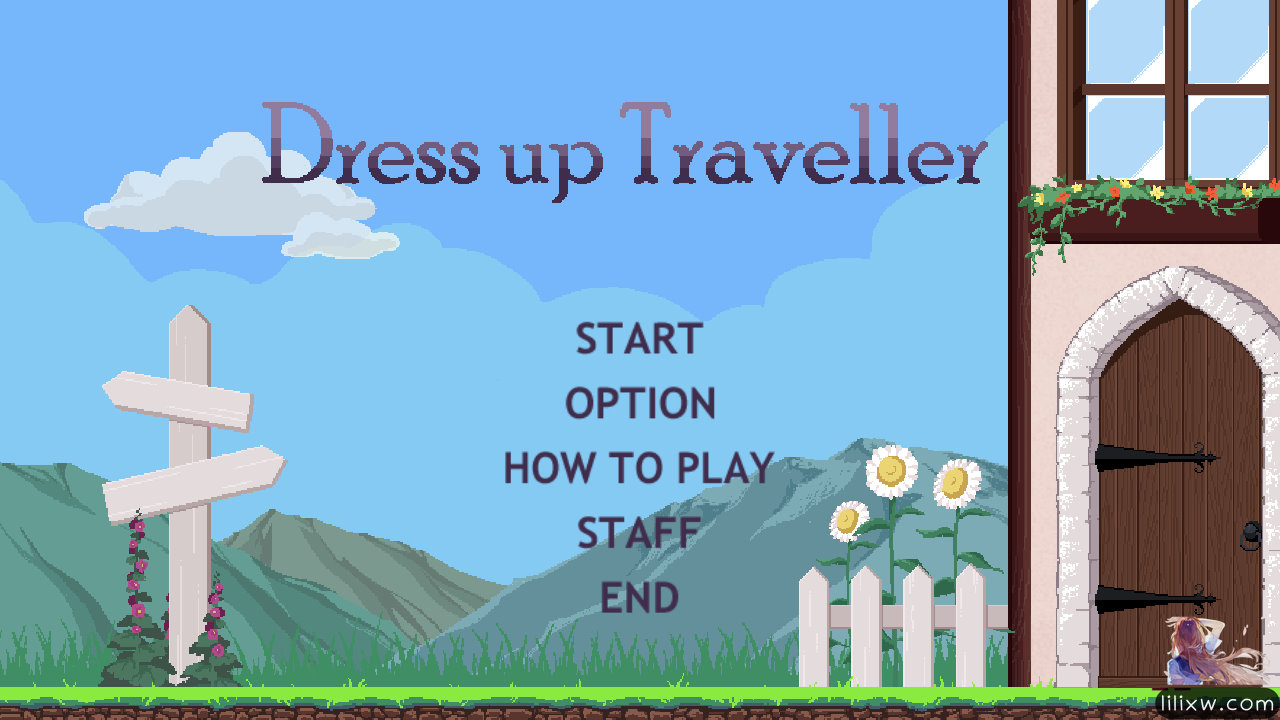 Dress up Traveller
START
OPTION
HOW TO PLAY
STAFF
END
lilixw.com